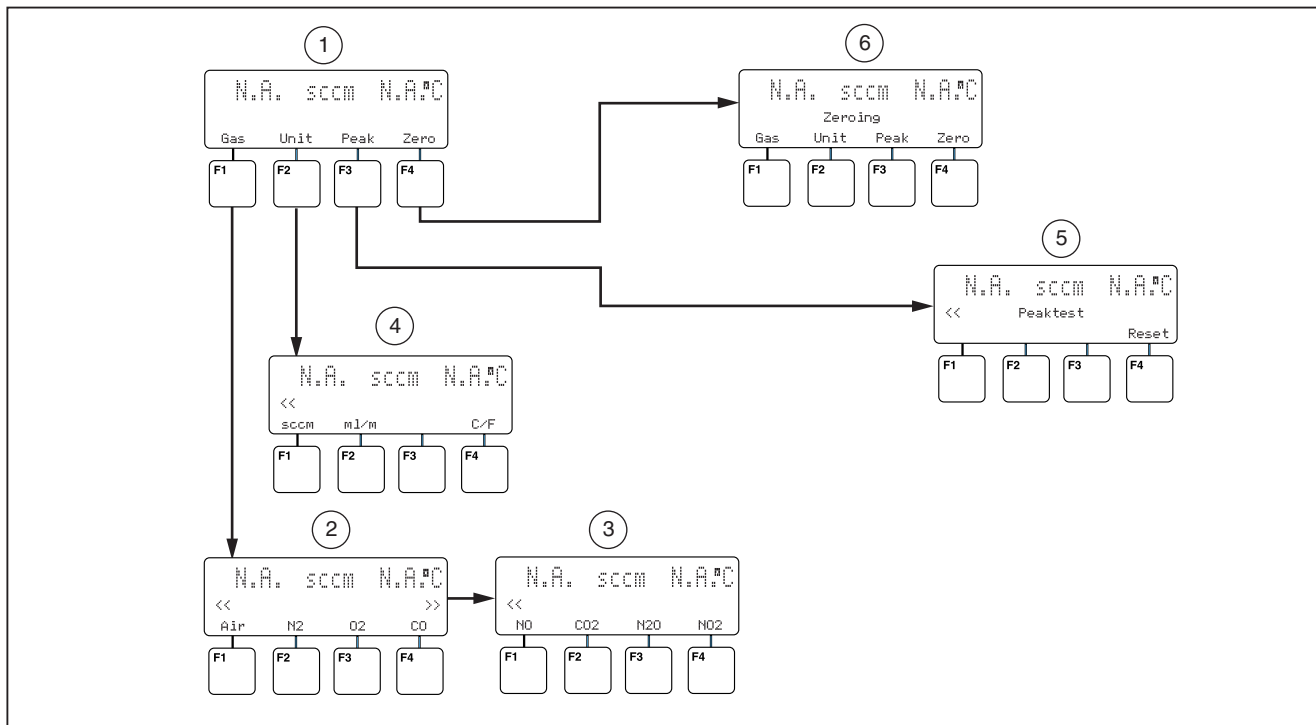 1
N.A. sccm N.A.°C
Gas Unit Peak Zero
F1 F2 F3 F4
6
N.A. sccm N.A.°C
Zeroing
Gas Unit Peak Zero
F1 F2 F3 F4
5
N.A. sccm N.A.°C
<< Peaktest
Reset
F1 F2 F3 F4
4
N.A. sccm N.A.°C
<<
sccm ml/m C/F
F1 F2 F3 F4
2
N.A. sccm N.A.°C
<< >>
Air N2 O2 CO
F1 F2 F3 F4
3
N.A. sccm N.A.°C
<<
NO CO2 N2O NO2
F1 F2 F3 F4